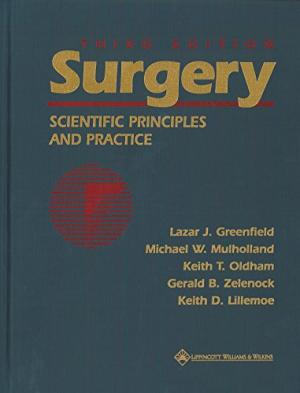 THIRD EDITION
Surgery
SCIENTIFIC PRINCIPLES
AND PRACTICE
Lazar J. Greenfield
Michael W. Mulholland
Keith T. Oldham
Gerald B. Zelenock
Keith D. Lillemoe
LIPPINCOTT WILLIAMS & WILKINS